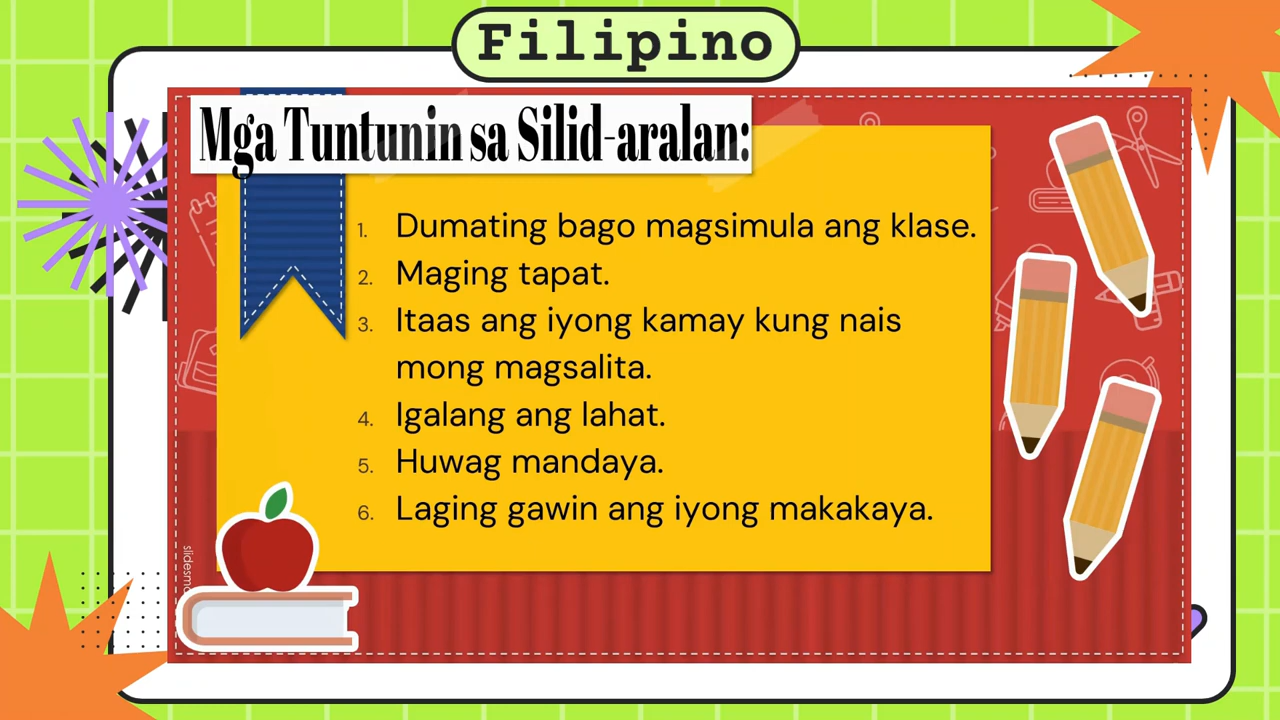 Filipino
Mga Tuntunin sa Silid-aralan:
1. Dumating bago magsimula ang klase.
2. Maging tapat.
3. Itaas ang iyong kamay kung nais
mong magsalita.
4. Igalang ang lahat.
5. Huwag mandaya.
6. Laging gawin ang iyong makakaya.